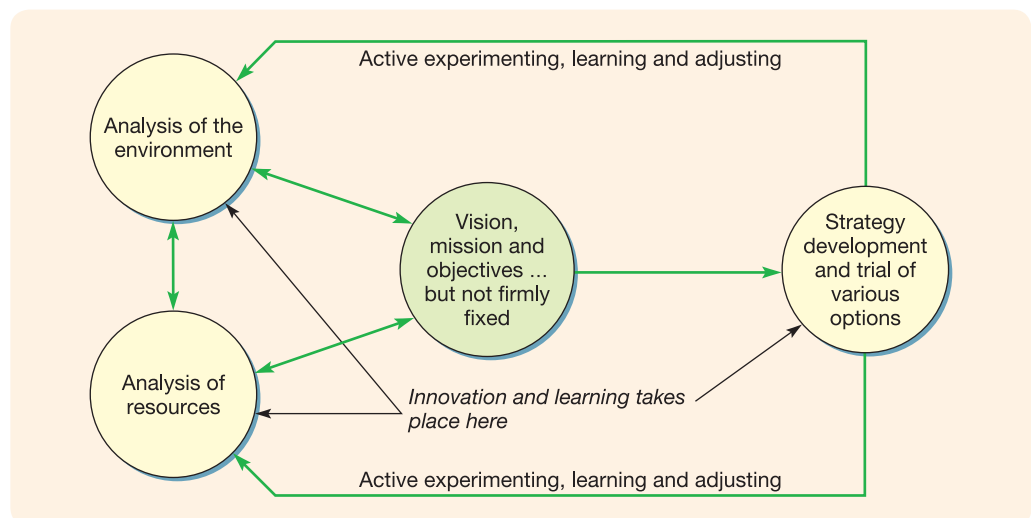 Active experimenting, learning and adjusting
Analysis of the
environment
Vision,
mission and
objectives ...
but not firmly
fixed
Strategy
development
and trial of
various
options
Analysis of
resources
Innovation and learning takes
place here
Active experimenting, learning and adjusting